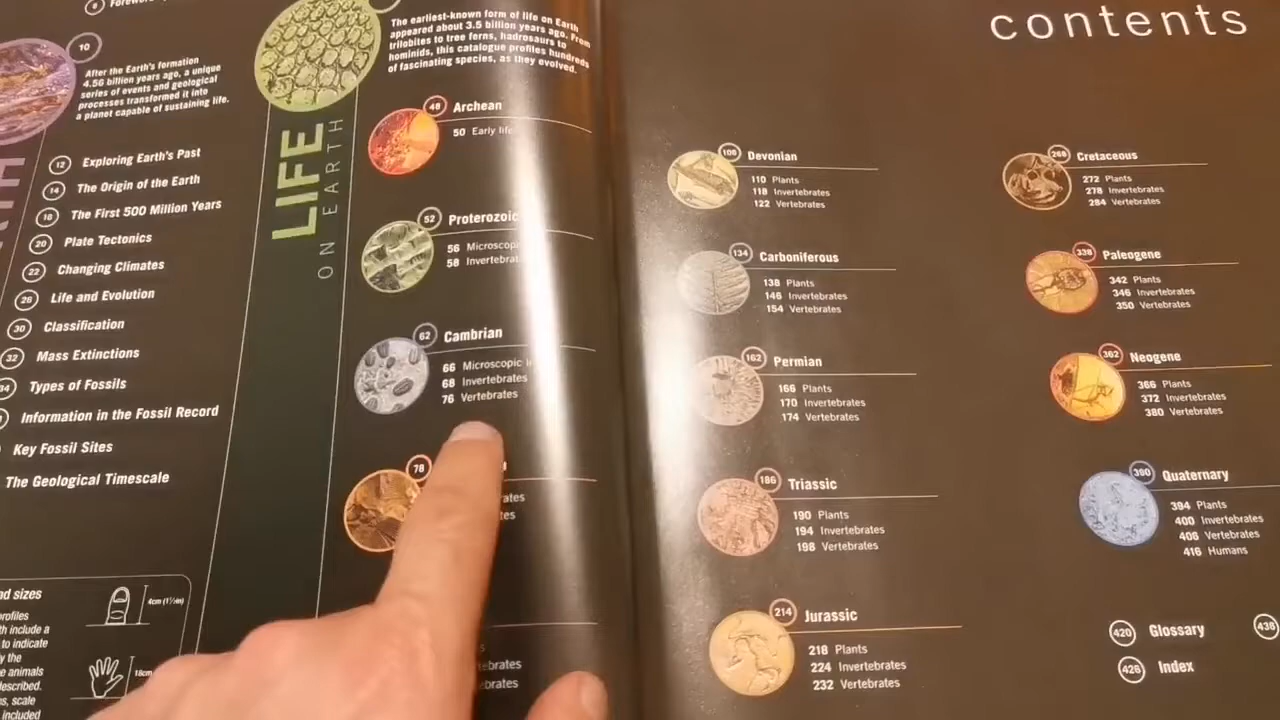 contents
6
10
After the Earth's formation
4.56 billion years ago, a unique
series of events and geological
processes transformed it into
a planet capable of sustaining life.
12 Exploring Earth's Past
14 The Origin of the Earth
18 The First 500 Million Years
20 Plate Tectonics
22 Changing Climates
26 Life and Evolution
30 Classification
32 Mass Extinctions
34 Types of Fossils
Information in the Fossil Record
Key Fossil Sites
The Geological Timescale
nd sizes
profiles
th include a
to indicate
y the
e animals
described.
s, scale
included
4cm (1½in)
18cm
LIFE
ON EARTH
The earliest-known form of life on Earth
appeared about 3.5 billion years ago. From
trilobites to tree ferns, hadrosaurs to
hominids, this catalogue profiles hundreds
of fascinating species, as they evolved.
48 Archean
50 Early life
52 Proterozoic
56 Microscopic
58 Invertebrat
62 Cambrian
66 Microscopic l
68 Invertebrates
76 Vertebrates
78
rates
tes
s
ebrates
ebrates
106 Devonian
110 Plants
118 Invertebrates
122 Vertebrates
134 Carboniferous
138 Plants
146 Invertebrates
154 Vertebrates
162 Permian
166 Plants
170 Invertebrates
174 Vertebrates
186 Triassic
190 Plants
194 Invertebrates
198 Vertebrates
214 Jurassic
218 Plants
224 Invertebrates
232 Vertebrates
268 Cretaceous
272 Plants
278 Invertebrates
284 Vertebrates
338 Paleogene
342 Plants
346 Invertebrates
350 Vertebrates
362 Neogene
366 Plants
372 Invertebrates
380 Vertebrates
390 Quaternary
394 Plants
400 Invertebrates
406 Vertebrates
416 Humans
420 Glossary
438
426 Index